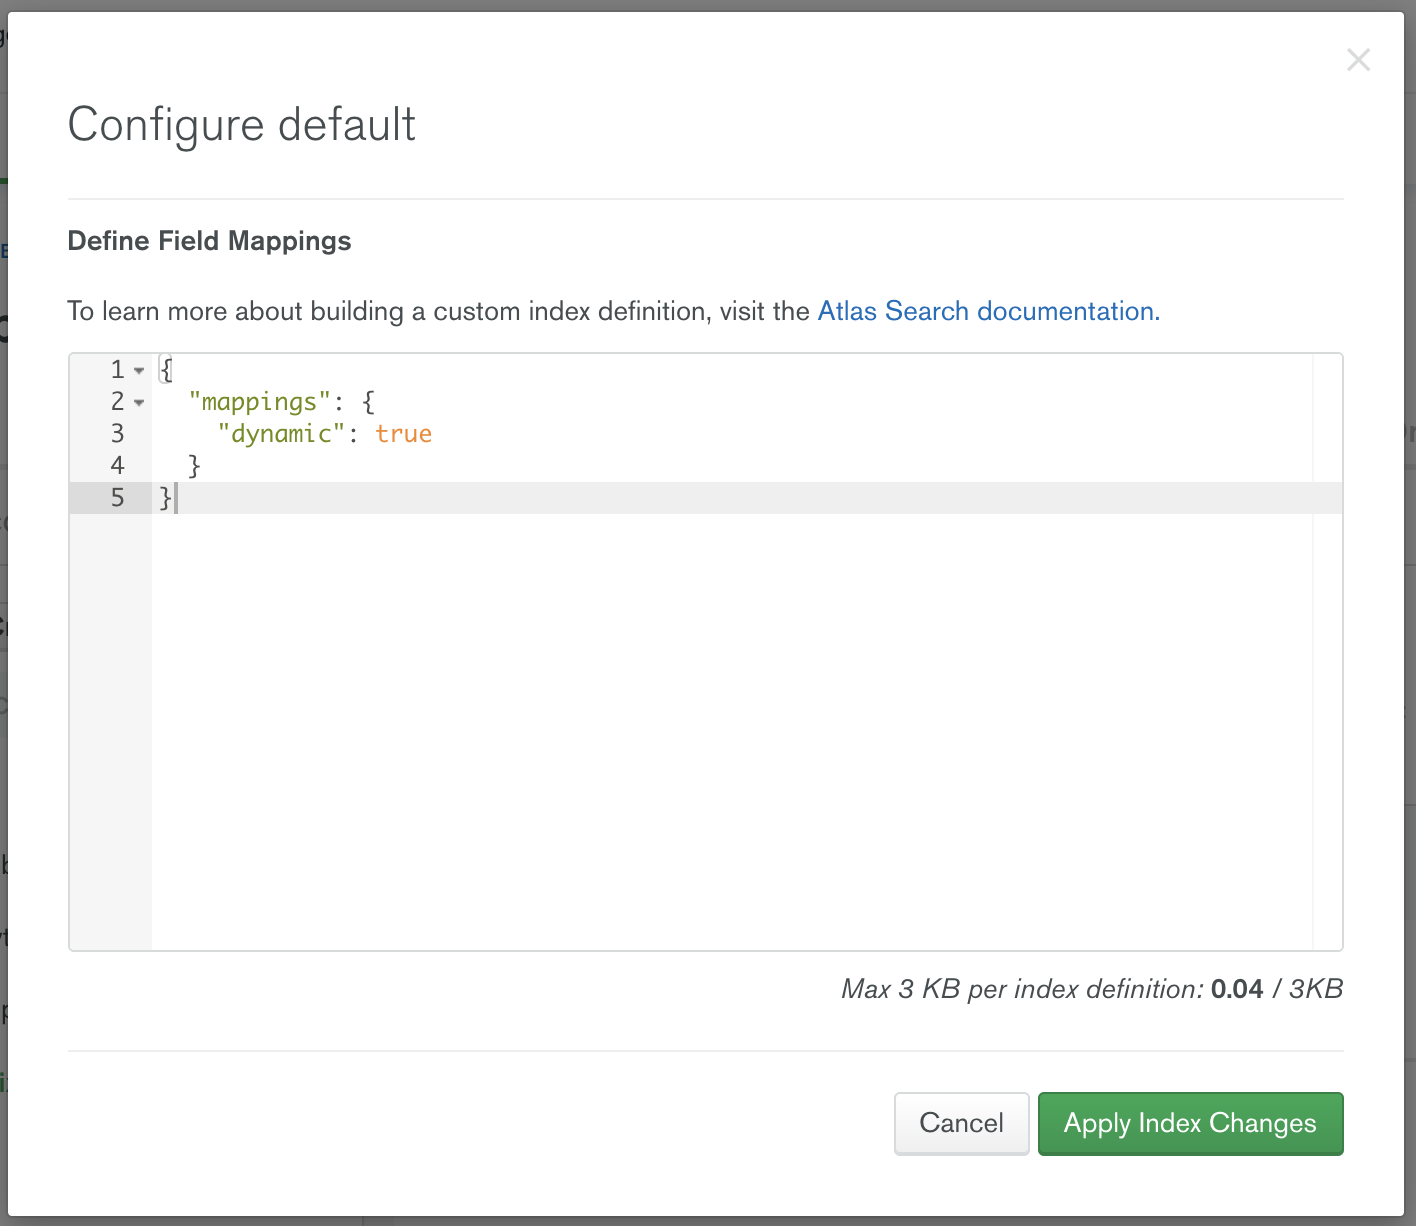 Configure default
Define Field Mappings
To learn more about building a custom index definition, visit the Atlas Search documentation.
1 {
2 "mappings": {
3 "dynamic": true
4 }
5 }
Max 3 KB per index definition: 0.04 / 3KB
Cancel
Apply Index Changes